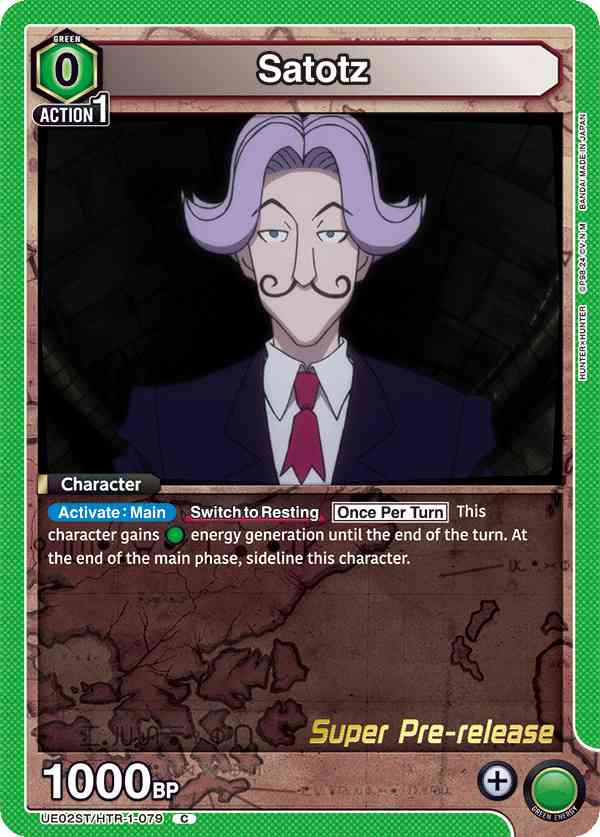 GREEN
0
Satotz
ACTION 1
HUNTER×HUNTER ©P98-24 ©V･N･M BANDAI MADE IN JAPAN
Character
Activate: Main Switch to Resting Once Per Turn This
character gains energy generation until the end of the turn. At
the end of the main phase, sideline this character.
Super Pre-release
1000 BP
+
GREEN ENERGY
UE02ST/HTR-1-079 C